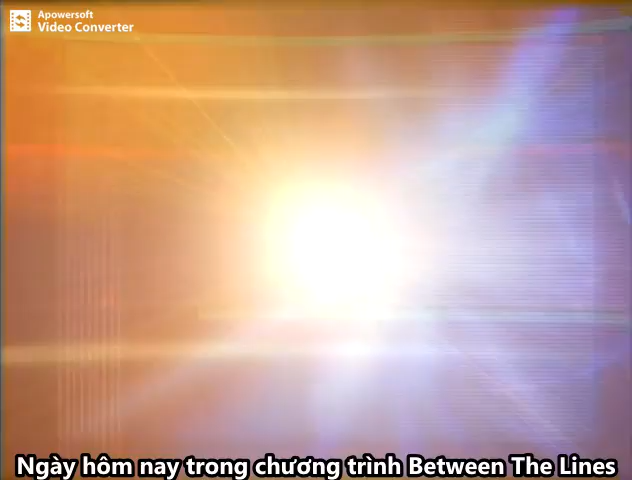 Apowersoft
Video Converter
Ngày hôm nay trong chương trình Between The Lines